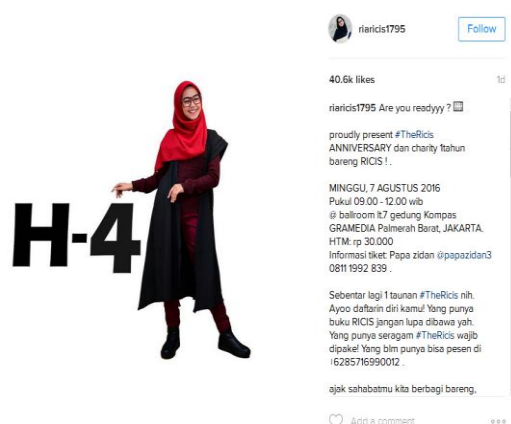 H-4
riaricis1795
Follow
40.6k likes
1d
riaricis1795 Are you readyyy ?
proudly present #TheRicis
ANNIVERSARY dan charity 1tahun
bareng RICIS ! .
MINGGU, 7 AGUSTUS 2016
Pukul 09.00 - 12.00 wib
@ ballroom lt.7 gedung Kompas
GRAMEDIA Palmerah Barat, JAKARTA.
HTM: rp 30.000
Informasi tiket: Papa zidan @papazidan3
0811 1992 839 .
Sebentar lagi 1 taunan #TheRicis nih.
Ayoo daftarin diri kamu! Yang punya
buku RICIS jangan lupa dibawa yah.
Yang punya seragam #TheRicis wajib
dipake! Yang blm punya bisa pesen di
+6285716990012 .
ajak sahabatmu kita berbagi bareng,
Add a comment